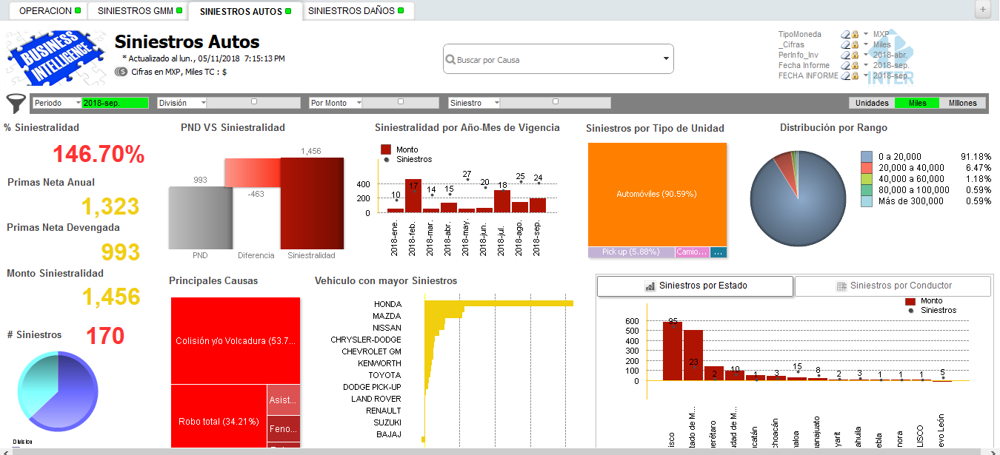 OPERACION
SINIESTROS GMM
SINIESTROS AUTOS
SINIESTROS DAÑOS
BUSINESS
INTELLIGENCE
Siniestros Autos
* Actualizado al lun., 05/11/2018 7:15:13 PM
Cifras en MXP, Miles TC : $
Buscar por Causa
TipoMoneda MXP
_Cifras Miles
PerInfo_Inv 2018-abr.
Fecha Informe 2018-sep.
FECHA INFORME 2018-sep.
INTER
Periodo 2018-sep.
División
Por Monto
Siniestro
Unidades Miles MIllones
% Siniestralidad
146.70%
Primas Neta Anual
1,323
Primas Neta Devengada
993
Monto Siniestralidad
1,456
# Siniestros 170
Division
PND VS Siniestralidad
993
-463
1,456
PND Diferencia Siniestralidad
Siniestralidad por Año-Mes de Vigencia
Monto
Siniestros
400
200
0
10 17 14 15 27 20 18 25 24
2018-ene.
2018-feb.
2018-mar.
2018-abr.
2018-may.
2018-jun.
2018-jul.
2018-ago.
2018-sep.
Siniestros por Tipo de Unidad
Automóviles (90.59%)
Pick up (5.88%) Camio... ...
Distribución por Rango
0 a 20,000 91.18%
20,000 a 40,000 6.47%
40,000 a 60,000 1.18%
80,000 a 100,000 0.59%
Más de 300,000 0.59%
Principales Causas
Colisión y/o Volcadura (53.7...
Robo total (34.21%)
Asist...
Feno...
Vehiculo con mayor Siniestros
HONDA
MAZDA
NISSAN
CHRYSLER-DODGE
CHEVROLET GM
KENWORTH
TOYOTA
DODGE PICK-UP
LAND ROVER
RENAULT
SUZUKI
BAJAJ
Siniestros por Estado
Siniestros por Conductor
Monto
Siniestros
600
500
400
300
200
100
0
95 23 2 10 1 3 15 8 2 3 1 1 1 5
isco
tado de M...
uerétaro
udad de M...
catán
hoacán
aloa
anajuato
yarit
ahuila
ebla
nora
LISCO
evo León